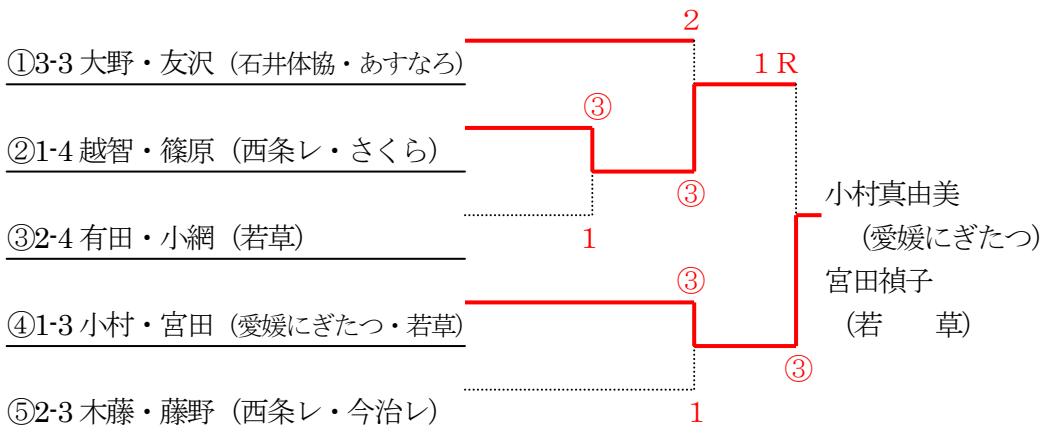 2
①3-3 大野・友沢 (石井体協・あすなろ)
1 R
③
②1-4 越智・篠原 (西条レ・さくら)
③
小村真由美
③2-4 有田・小網 (若草)
1
(愛媛にぎたつ)
③
宮田禎子
④1-3 小村・宮田 (愛媛にぎたつ・若草)
(若 草)
③
⑤2-3 木藤・藤野 (西条レ・今治レ)
1